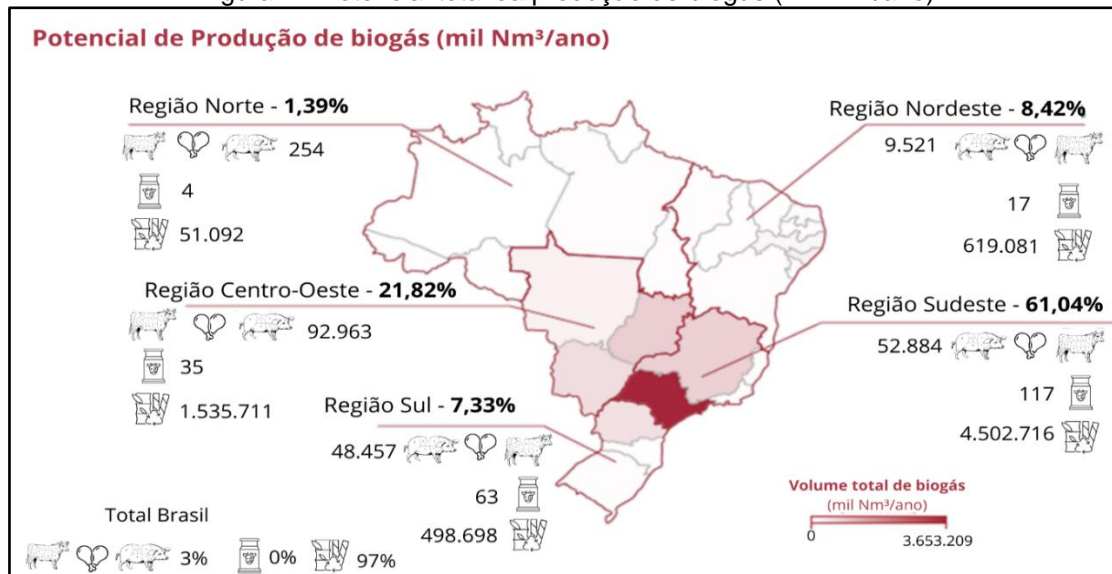 Potencial de Produção de biogás (mil Nm³/ano)
Região Norte - 1,39%
254
4
51.092
Região Nordeste - 8,42%
9.521
17
619.081
Região Centro-Oeste - 21,82%
92.963
35
1.535.711
Região Sudeste - 61,04%
52.884
117
4.502.716
Região Sul - 7,33%
48.457
63
498.698
Total Brasil
3% 0% 97%
Volume total de biogás
(mil Nm³/ano)
0 3.653.209